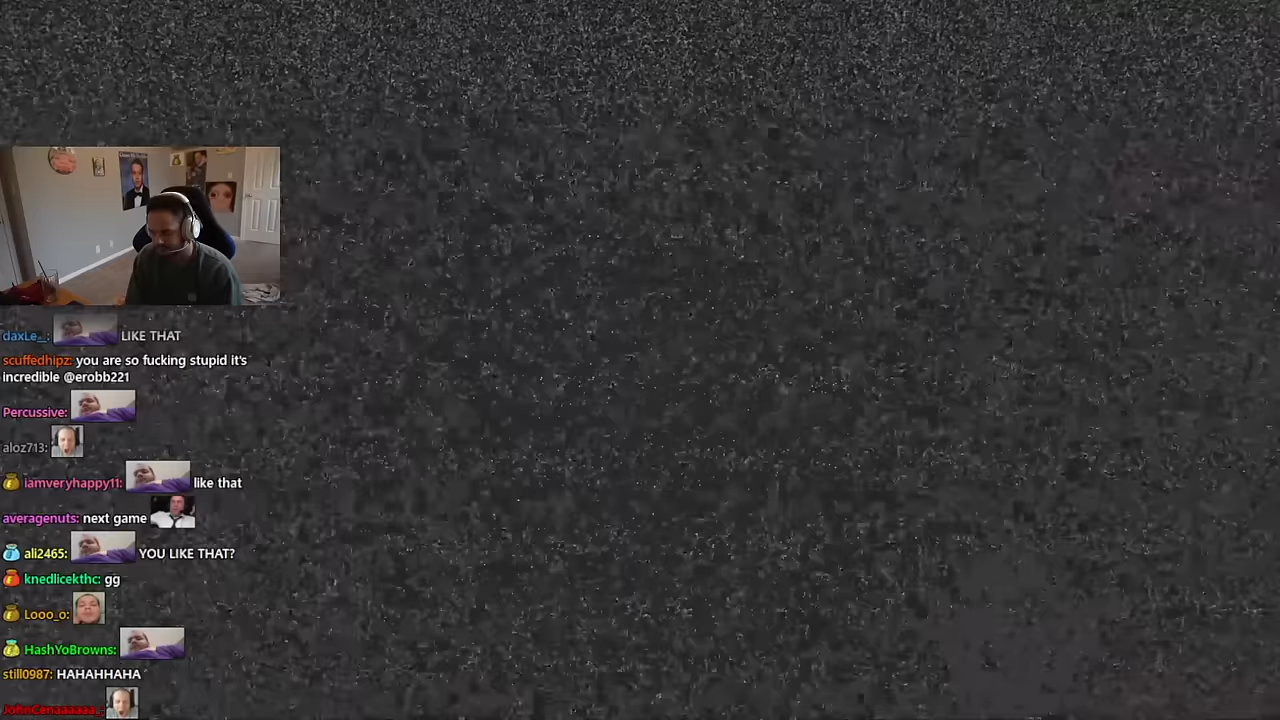 daxLe_: LIKE THAT
scuffedhipz: you are so fucking stupid it's
incredible @erobb221
Percussive:
aloz713:
iamveryhappy11: like that
averagenuts: next game
ali2465: YOU LIKE THAT?
knedlicekthc: gg
Looo_o:
HashYoBrowns:
still0987: HAHAHHAHA
JohnCenaaaaaa_: